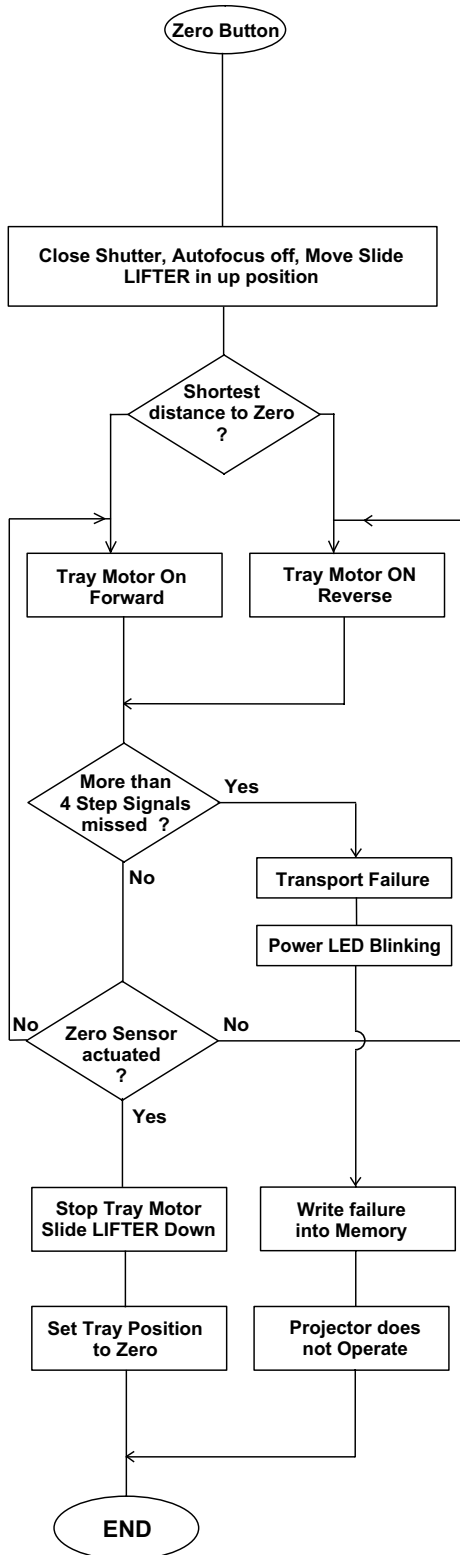 Zero Button
Close Shutter, Autofocus off, Move Slide
LIFTER in up position
Shortest
distance to Zero
?
Tray Motor On
Forward
Tray Motor ON
Reverse
More than
4 Step Signals
missed ?
Yes
No
Transport Failure
Power LED Blinking
No
Zero Sensor
actuated
?
No
Yes
Stop Tray Motor
Slide LIFTER Down
Write failure
into Memory
Set Tray Position
to Zero
Projector does
not Operate
END